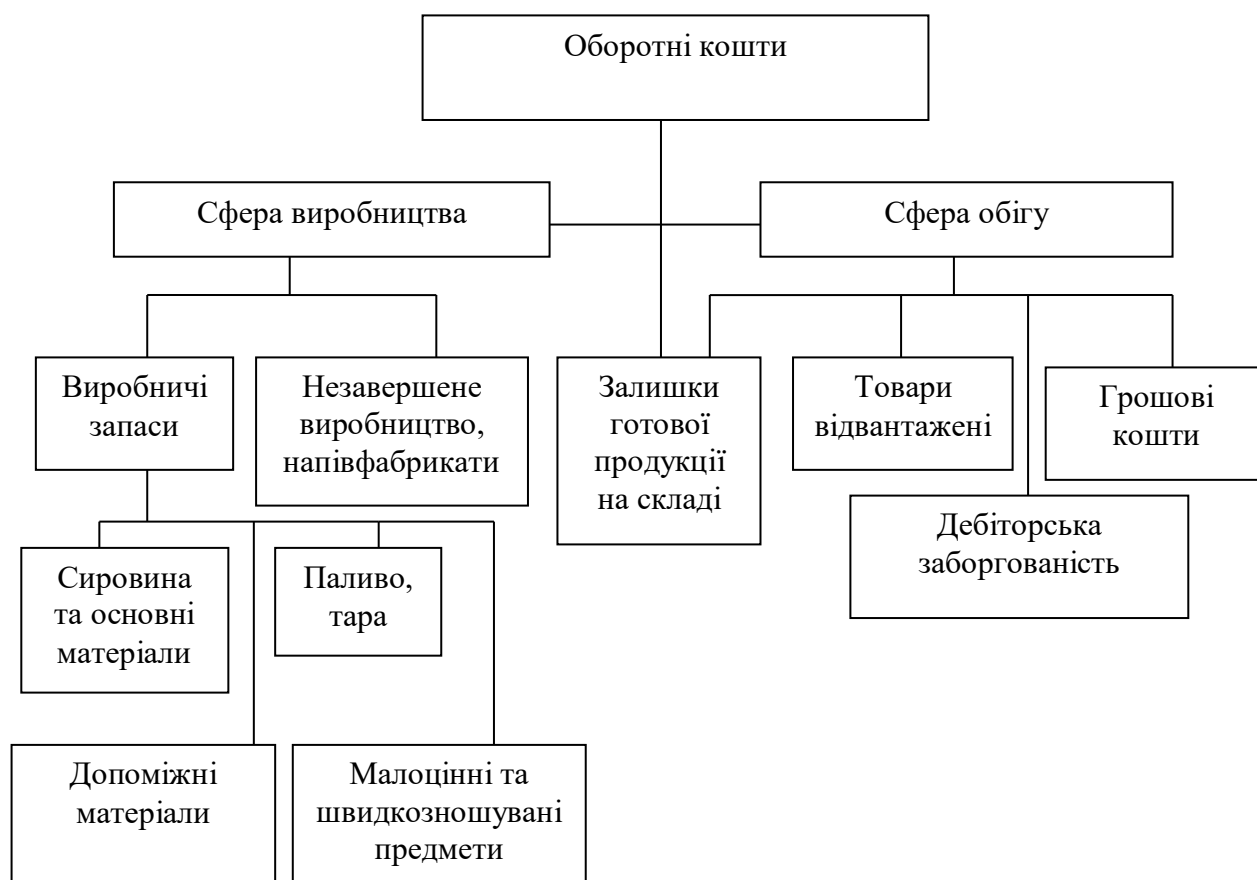 Оборотні кошти
Сфера виробництва
Сфера обігу
Виробничі
запаси
Незавершене
виробництво,
напівфабрикати
Залишки
готової
продукції
на складі
Товари
відвантажені
Грошові
кошти
Дебіторська
заборгованість
Сировина
та основні
матеріали
Паливо,
тара
Допоміжні
матеріали
Малоцінні та
швидкозношувані
предмети